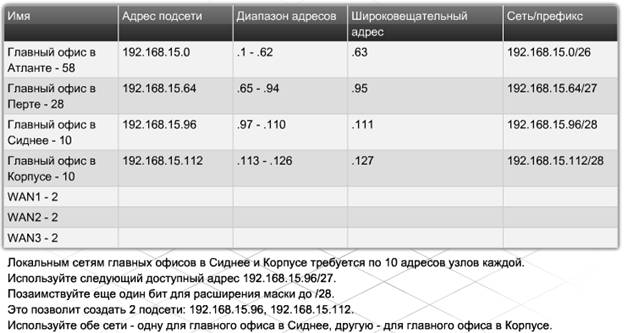 Имя Адрес подсети Диапазон адресов Широковещательный адрес Сеть/префикс
Главный офис в Атланте - 58 192.168.15.0 .1 - .62 .63 192.168.15.0/26
Главный офис в Перте - 28 192.168.15.64 .65 - .94 .95 192.168.15.64/27
Главный офис в Сиднее - 10 192.168.15.96 .97 - .110 .111 192.168.15.96/28
Главный офис в Корпусе - 10 192.168.15.112 .113 - .126 .127 192.168.15.112/28
WAN1 - 2
WAN2 - 2
WAN3 - 2
Локальным сетям главных офисов в Сиднее и Корпусе требуется по 10 адресов узлов каждой.
Используйте следующий доступный адрес 192.168.15.96/27.
Позаимствуйте еще один бит для расширения маски до /28.
Это позволит создать 2 подсети: 192.168.15.96, 192.168.15.112.
Используйте обе сети - одну для главного офиса в Сиднее, другую - для главного офиса в Корпусе.